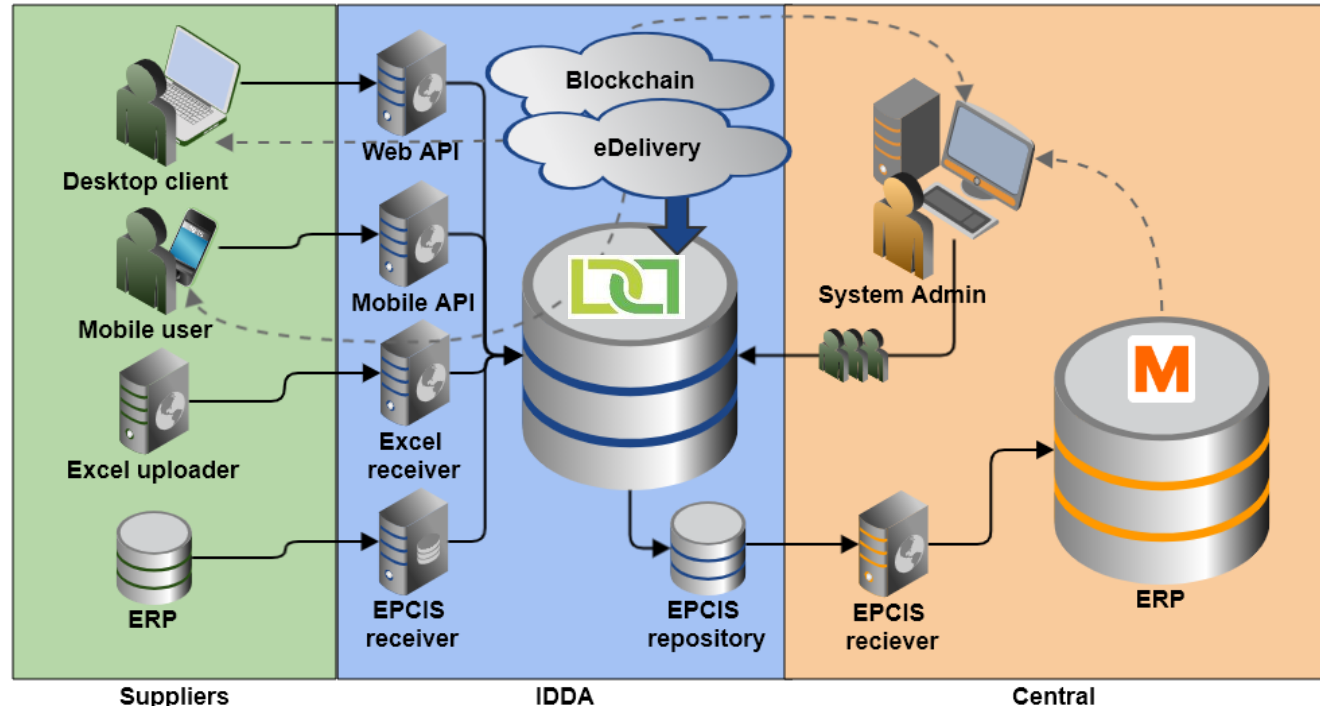 Blockchain
eDelivery
Web API
Desktop client
Mobile API
Mobile user
System Admin
M
Excel uploader
Excel
receiver
ERP
EPCIS
receiver
EPCIS
repository
EPCIS
reciever
ERP
Suppliers
IDDA
Central